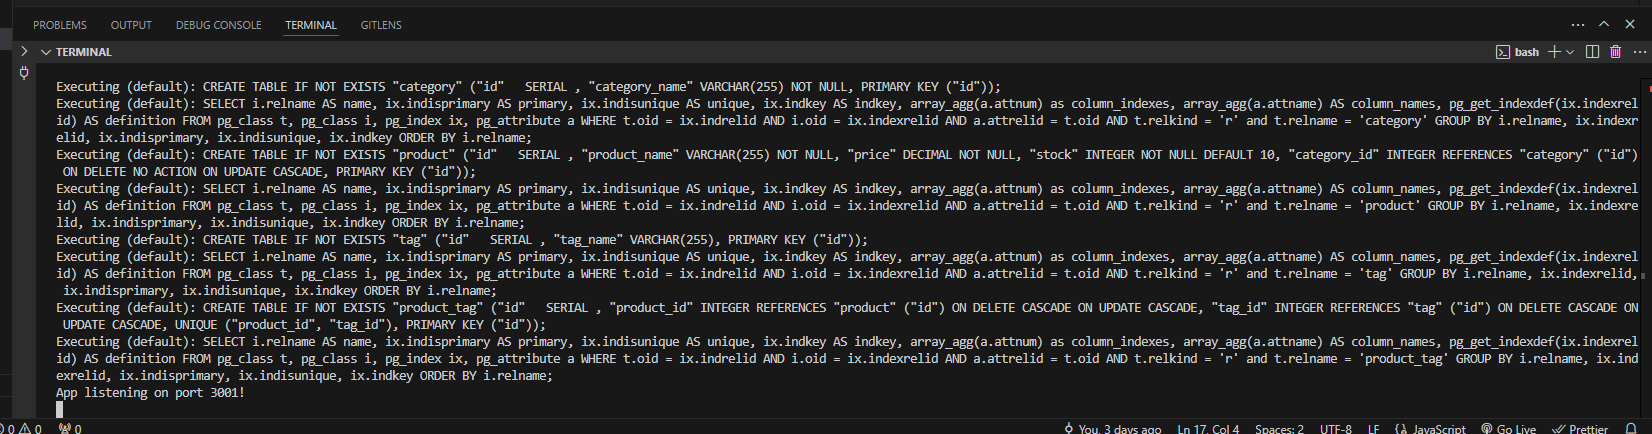 PROBLEMS OUTPUT DEBUG CONSOLE TERMINAL GITLENS
TERMINAL bash
Executing (default): CREATE TABLE IF NOT EXISTS "category" ("id"   SERIAL , "category_name" VARCHAR(255) NOT NULL, PRIMARY KEY ("id"));
Executing (default): SELECT i.relname AS name, ix.indisprimary AS primary, ix.indisunique AS unique, ix.indkey AS indkey, array_agg(a.attnum) as column_indexes, array_agg(a.attname) AS column_names, pg_get_indexdef(ix.indexrel
id) AS definition FROM pg_class t, pg_class i, pg_index ix, pg_attribute a WHERE t.oid = ix.indrelid AND i.oid = ix.indexrelid AND a.attrelid = t.oid AND t.relkind = 'r' and t.relname = 'category' GROUP BY i.relname, ix.indexr
elid, ix.indisprimary, ix.indisunique, ix.indkey ORDER BY i.relname;
Executing (default): CREATE TABLE IF NOT EXISTS "product" ("id"   SERIAL , "product_name" VARCHAR(255) NOT NULL, "price" DECIMAL NOT NULL, "stock" INTEGER NOT NULL DEFAULT 10, "category_id" INTEGER REFERENCES "category" ("id")
 ON DELETE NO ACTION ON UPDATE CASCADE, PRIMARY KEY ("id"));
Executing (default): SELECT i.relname AS name, ix.indisprimary AS primary, ix.indisunique AS unique, ix.indkey AS indkey, array_agg(a.attnum) as column_indexes, array_agg(a.attname) AS column_names, pg_get_indexdef(ix.indexrel
id) AS definition FROM pg_class t, pg_class i, pg_index ix, pg_attribute a WHERE t.oid = ix.indrelid AND i.oid = ix.indexrelid AND a.attrelid = t.oid AND t.relkind = 'r' and t.relname = 'product' GROUP BY i.relname, ix.indexre
lid, ix.indisprimary, ix.indisunique, ix.indkey ORDER BY i.relname;
Executing (default): CREATE TABLE IF NOT EXISTS "tag" ("id"   SERIAL , "tag_name" VARCHAR(255), PRIMARY KEY ("id"));
Executing (default): SELECT i.relname AS name, ix.indisprimary AS primary, ix.indisunique AS unique, ix.indkey AS indkey, array_agg(a.attnum) as column_indexes, array_agg(a.attname) AS column_names, pg_get_indexdef(ix.indexrel
id) AS definition FROM pg_class t, pg_class i, pg_index ix, pg_attribute a WHERE t.oid = ix.indrelid AND i.oid = ix.indexrelid AND a.attrelid = t.oid AND t.relkind = 'r' and t.relname = 'tag' GROUP BY i.relname, ix.indexrelid,
 ix.indisprimary, ix.indisunique, ix.indkey ORDER BY i.relname;
Executing (default): CREATE TABLE IF NOT EXISTS "product_tag" ("id"   SERIAL , "product_id" INTEGER REFERENCES "product" ("id") ON DELETE CASCADE ON UPDATE CASCADE, "tag_id" INTEGER REFERENCES "tag" ("id") ON DELETE CASCADE ON
 UPDATE CASCADE, UNIQUE ("product_id", "tag_id"), PRIMARY KEY ("id"));
Executing (default): SELECT i.relname AS name, ix.indisprimary AS primary, ix.indisunique AS unique, ix.indkey AS indkey, array_agg(a.attnum) as column_indexes, array_agg(a.attname) AS column_names, pg_get_indexdef(ix.indexrel
id) AS definition FROM pg_class t, pg_class i, pg_index ix, pg_attribute a WHERE t.oid = ix.indrelid AND i.oid = ix.indexrelid AND a.attrelid = t.oid AND t.relkind = 'r' and t.relname = 'product_tag' GROUP BY i.relname, ix.ind
exrelid, ix.indisprimary, ix.indisunique, ix.indkey ORDER BY i.relname;
App listening on port 3001!
0 0 0 You, 3 days ago Ln 17, Col 4 Spaces: 2 UTF-8 LF JavaScript Go Live Prettier